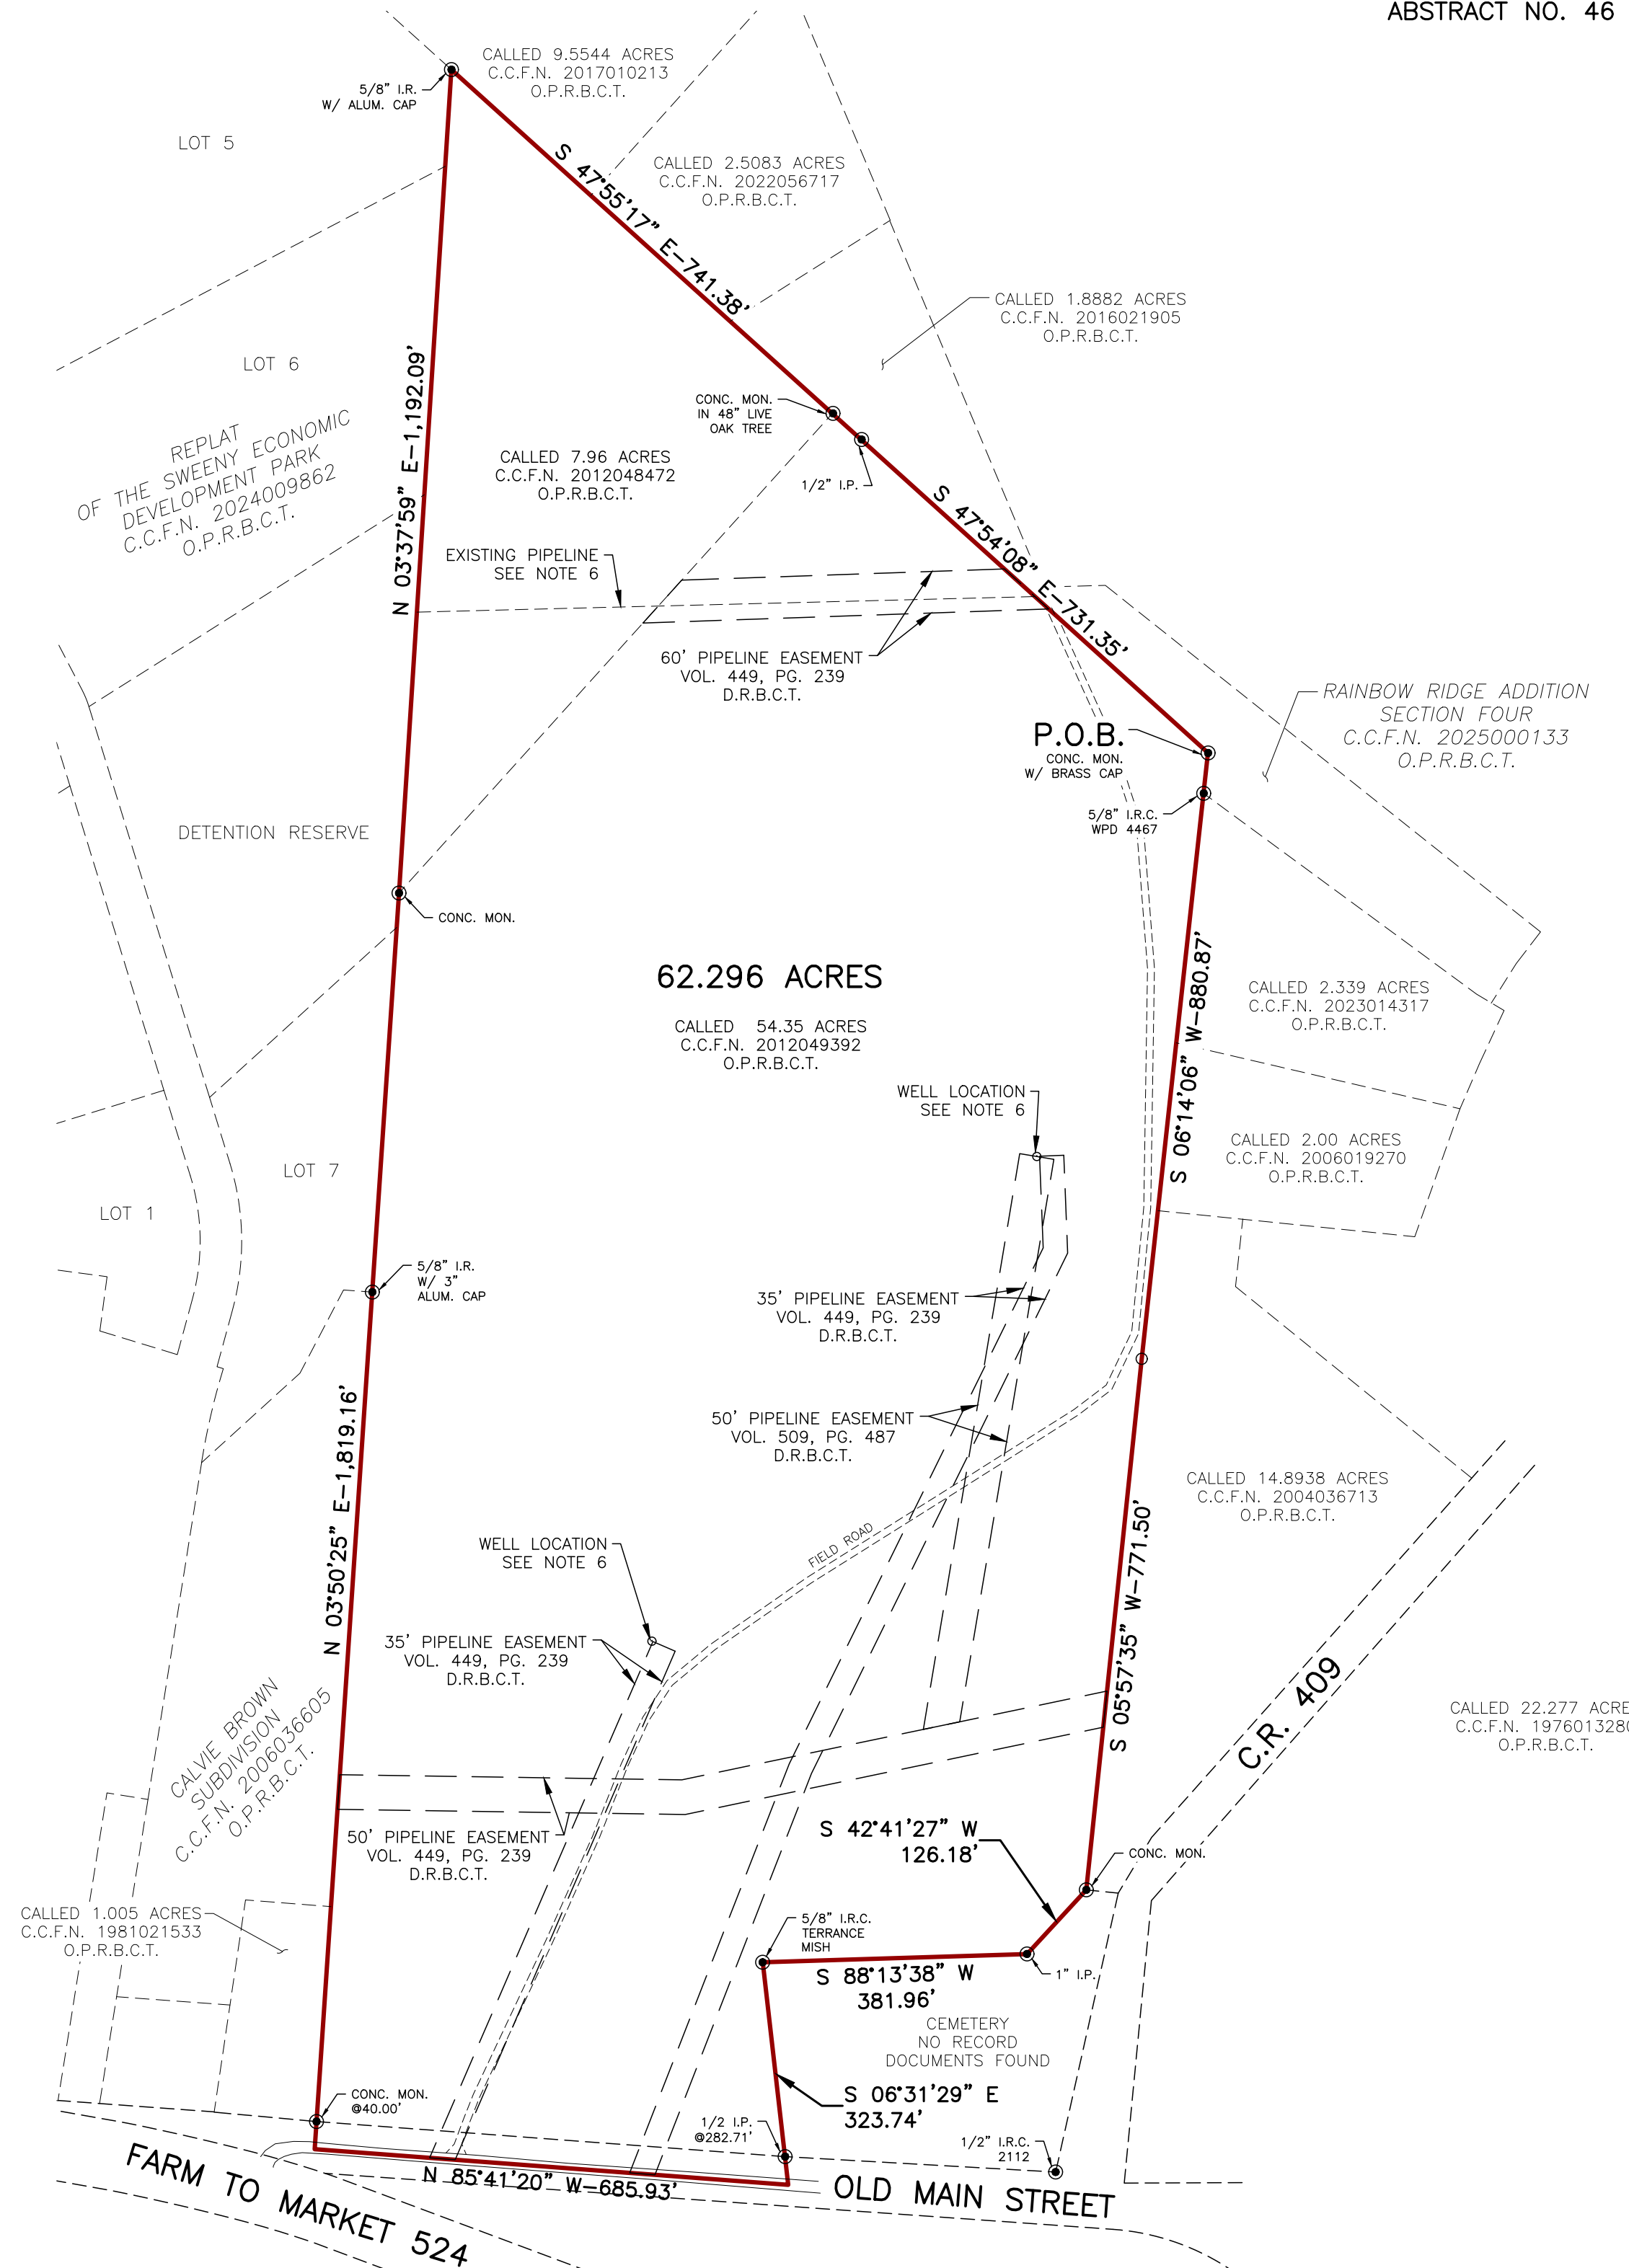 ABSTRACT NO. 46
CALLED 9.5544 ACRES
C.C.F.N. 2017010213
O.P.R.B.C.T.
5/8" I.R.
W/ ALUM. CAP
LOT 5
S 47°55'17" E-741.38'
CALLED 2.5083 ACRES
C.C.F.N. 2022056717
O.P.R.B.C.T.
CALLED 1.8882 ACRES
C.C.F.N. 2016021905
O.P.R.B.C.T.
LOT 6
N 03°37'59" E-1,192.09'
REPLAT
OF THE SWEENY ECONOMIC
DEVELOPMENT PARK
C.C.F.N. 2024009862
O.P.R.B.C.T.
CONC. MON.
IN 48" LIVE
OAK TREE
1/2" I.P.
CALLED 7.96 ACRES
C.C.F.N. 2012048472
O.P.R.B.C.T.
S 47°54'08" E-731.35'
EXISTING PIPELINE
SEE NOTE 6
60' PIPELINE EASEMENT
VOL. 449, PG. 239
D.R.B.C.T.
RAINBOW RIDGE ADDITION
SECTION FOUR
C.C.F.N. 2025000133
O.P.R.B.C.T.
P.O.B.
CONC. MON.
W/ BRASS CAP
5/8" I.R.C.
WPD 4467
DETENTION RESERVE
CONC. MON.
62.296 ACRES
CALLED 54.35 ACRES
C.C.F.N. 2012049392
O.P.R.B.C.T.
S 06°14'06" W-880.87'
CALLED 2.339 ACRES
C.C.F.N. 2023014317
O.P.R.B.C.T.
WELL LOCATION
SEE NOTE 6
CALLED 2.00 ACRES
C.C.F.N. 2006019270
O.P.R.B.C.T.
LOT 7
LOT 1
5/8" I.R.
W/ 3"
ALUM. CAP
35' PIPELINE EASEMENT
VOL. 449, PG. 239
D.R.B.C.T.
50' PIPELINE EASEMENT
VOL. 509, PG. 487
D.R.B.C.T.
N 03°50'25" E-1,819.16'
CALLED 14.8938 ACRES
C.C.F.N. 2004036713
O.P.R.B.C.T.
FIELD ROAD
WELL LOCATION
SEE NOTE 6
S 05°57'35" W-771.50'
35' PIPELINE EASEMENT
VOL. 449, PG. 239
D.R.B.C.T.
C.R. 409
CALLED 22.277 ACRE
C.C.F.N. 1976013280
O.P.R.B.C.T.
CALVIE BROWN
SUBDIVISION
C.C.F.N. 2006036605
O.P.R.B.C.T.
50' PIPELINE EASEMENT
VOL. 449, PG. 239
D.R.B.C.T.
S 42°41'27" W
126.18'
CONC. MON.
CALLED 1.005 ACRES
C.C.F.N. 1981021533
O.P.R.B.C.T.
5/8" I.R.C.
TERRANCE
MISH
1" I.P.
S 88°13'38" W
381.96'
CEMETERY
NO RECORD
DOCUMENTS FOUND
S 06°31'29" E
323.74'
CONC. MON.
@40.00'
1/2 I.P.
@282.71'
1/2" I.R.C.
2112
N 85°41'20" W-685.93'
OLD MAIN STREET
FARM TO MARKET 524